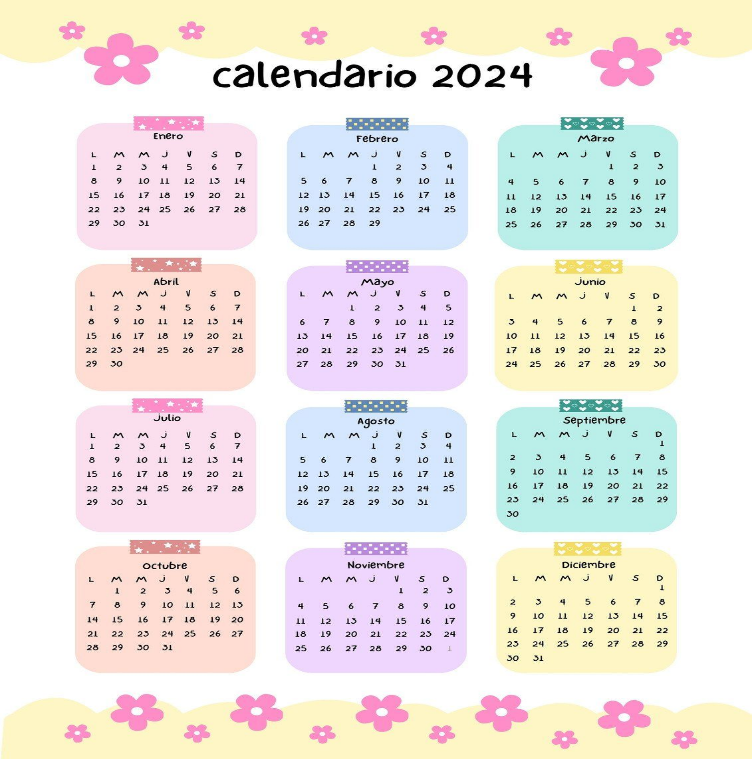 calendario 2024
Enero
L M M J V S D
1 2 3 4 5 6 7
8 9 10 11 12 13 14
15 16 17 18 19 20 21
22 23 24 25 26 27 28
29 30 31
Febrero
L M M J V S D
1 2 3 4
5 6 7 8 9 10 11
12 13 14 15 16 17 18
19 20 21 22 23 24 25
26 27 28 29
Marzo
L M M J V S D
1 2 3
4 5 6 7 8 9 10
11 12 13 14 15 16 17
18 19 20 21 22 23 24
25 26 27 28 29 30 31
Abril
L M M J V S D
1 2 3 4 5 6 7
8 9 10 11 12 13 14
15 16 17 18 19 20 21
22 23 24 25 26 27 28
29 30
Mayo
L M M J V S D
1 2 3 4 5
6 7 8 9 10 11 12
13 14 15 16 17 18 19
20 21 22 23 24 25 26
27 28 29 30 31
Junio
L M M J V S D
1 2
3 4 5 6 7 8 9
10 11 12 13 14 15 16
17 18 19 20 21 22 23
24 25 26 27 28 29 30
Julio
L M M J V S D
1 2 3 4 5 6 7
8 9 10 11 12 13 14
15 16 17 18 19 20 21
22 23 24 25 26 27 28
29 30 31
Agosto
L M M J V S D
1 2 3 4
5 6 7 8 9 10 11
12 13 14 15 16 17 18
19 20 21 22 23 24 25
26 27 28 29 30 31
Septiembre
L M M J V S D
1
2 3 4 5 6 7 8
9 10 11 12 13 14 15
16 17 18 19 20 21 22
23 24 25 26 27 28 29
30
Octubre
L M M J V S D
1 2 3 4 5 6
7 8 9 10 11 12 13
14 15 16 17 18 19 20
21 22 23 24 25 26 27
28 29 30 31
Noviembre
L M M J V S D
1 2 3
4 5 6 7 8 9 10
11 12 13 14 15 16 17
18 19 20 21 22 23 24
25 26 27 28 29 30 1
Diciembre
L M M J V S D
1
2 3 4 5 6 7 8
9 10 11 12 13 14 15
16 17 18 19 20 21 22
23 24 25 26 27 28 29
30 31